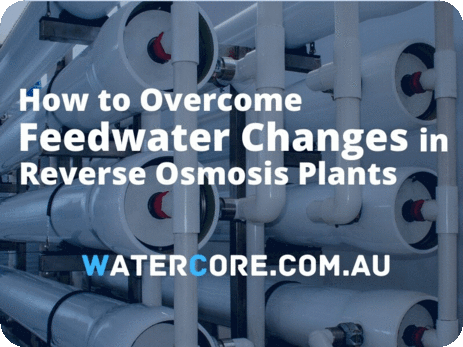 How to Overcome
Feedwater Changes in
Reverse Osmosis Plants
WATERCORE.COM.AU